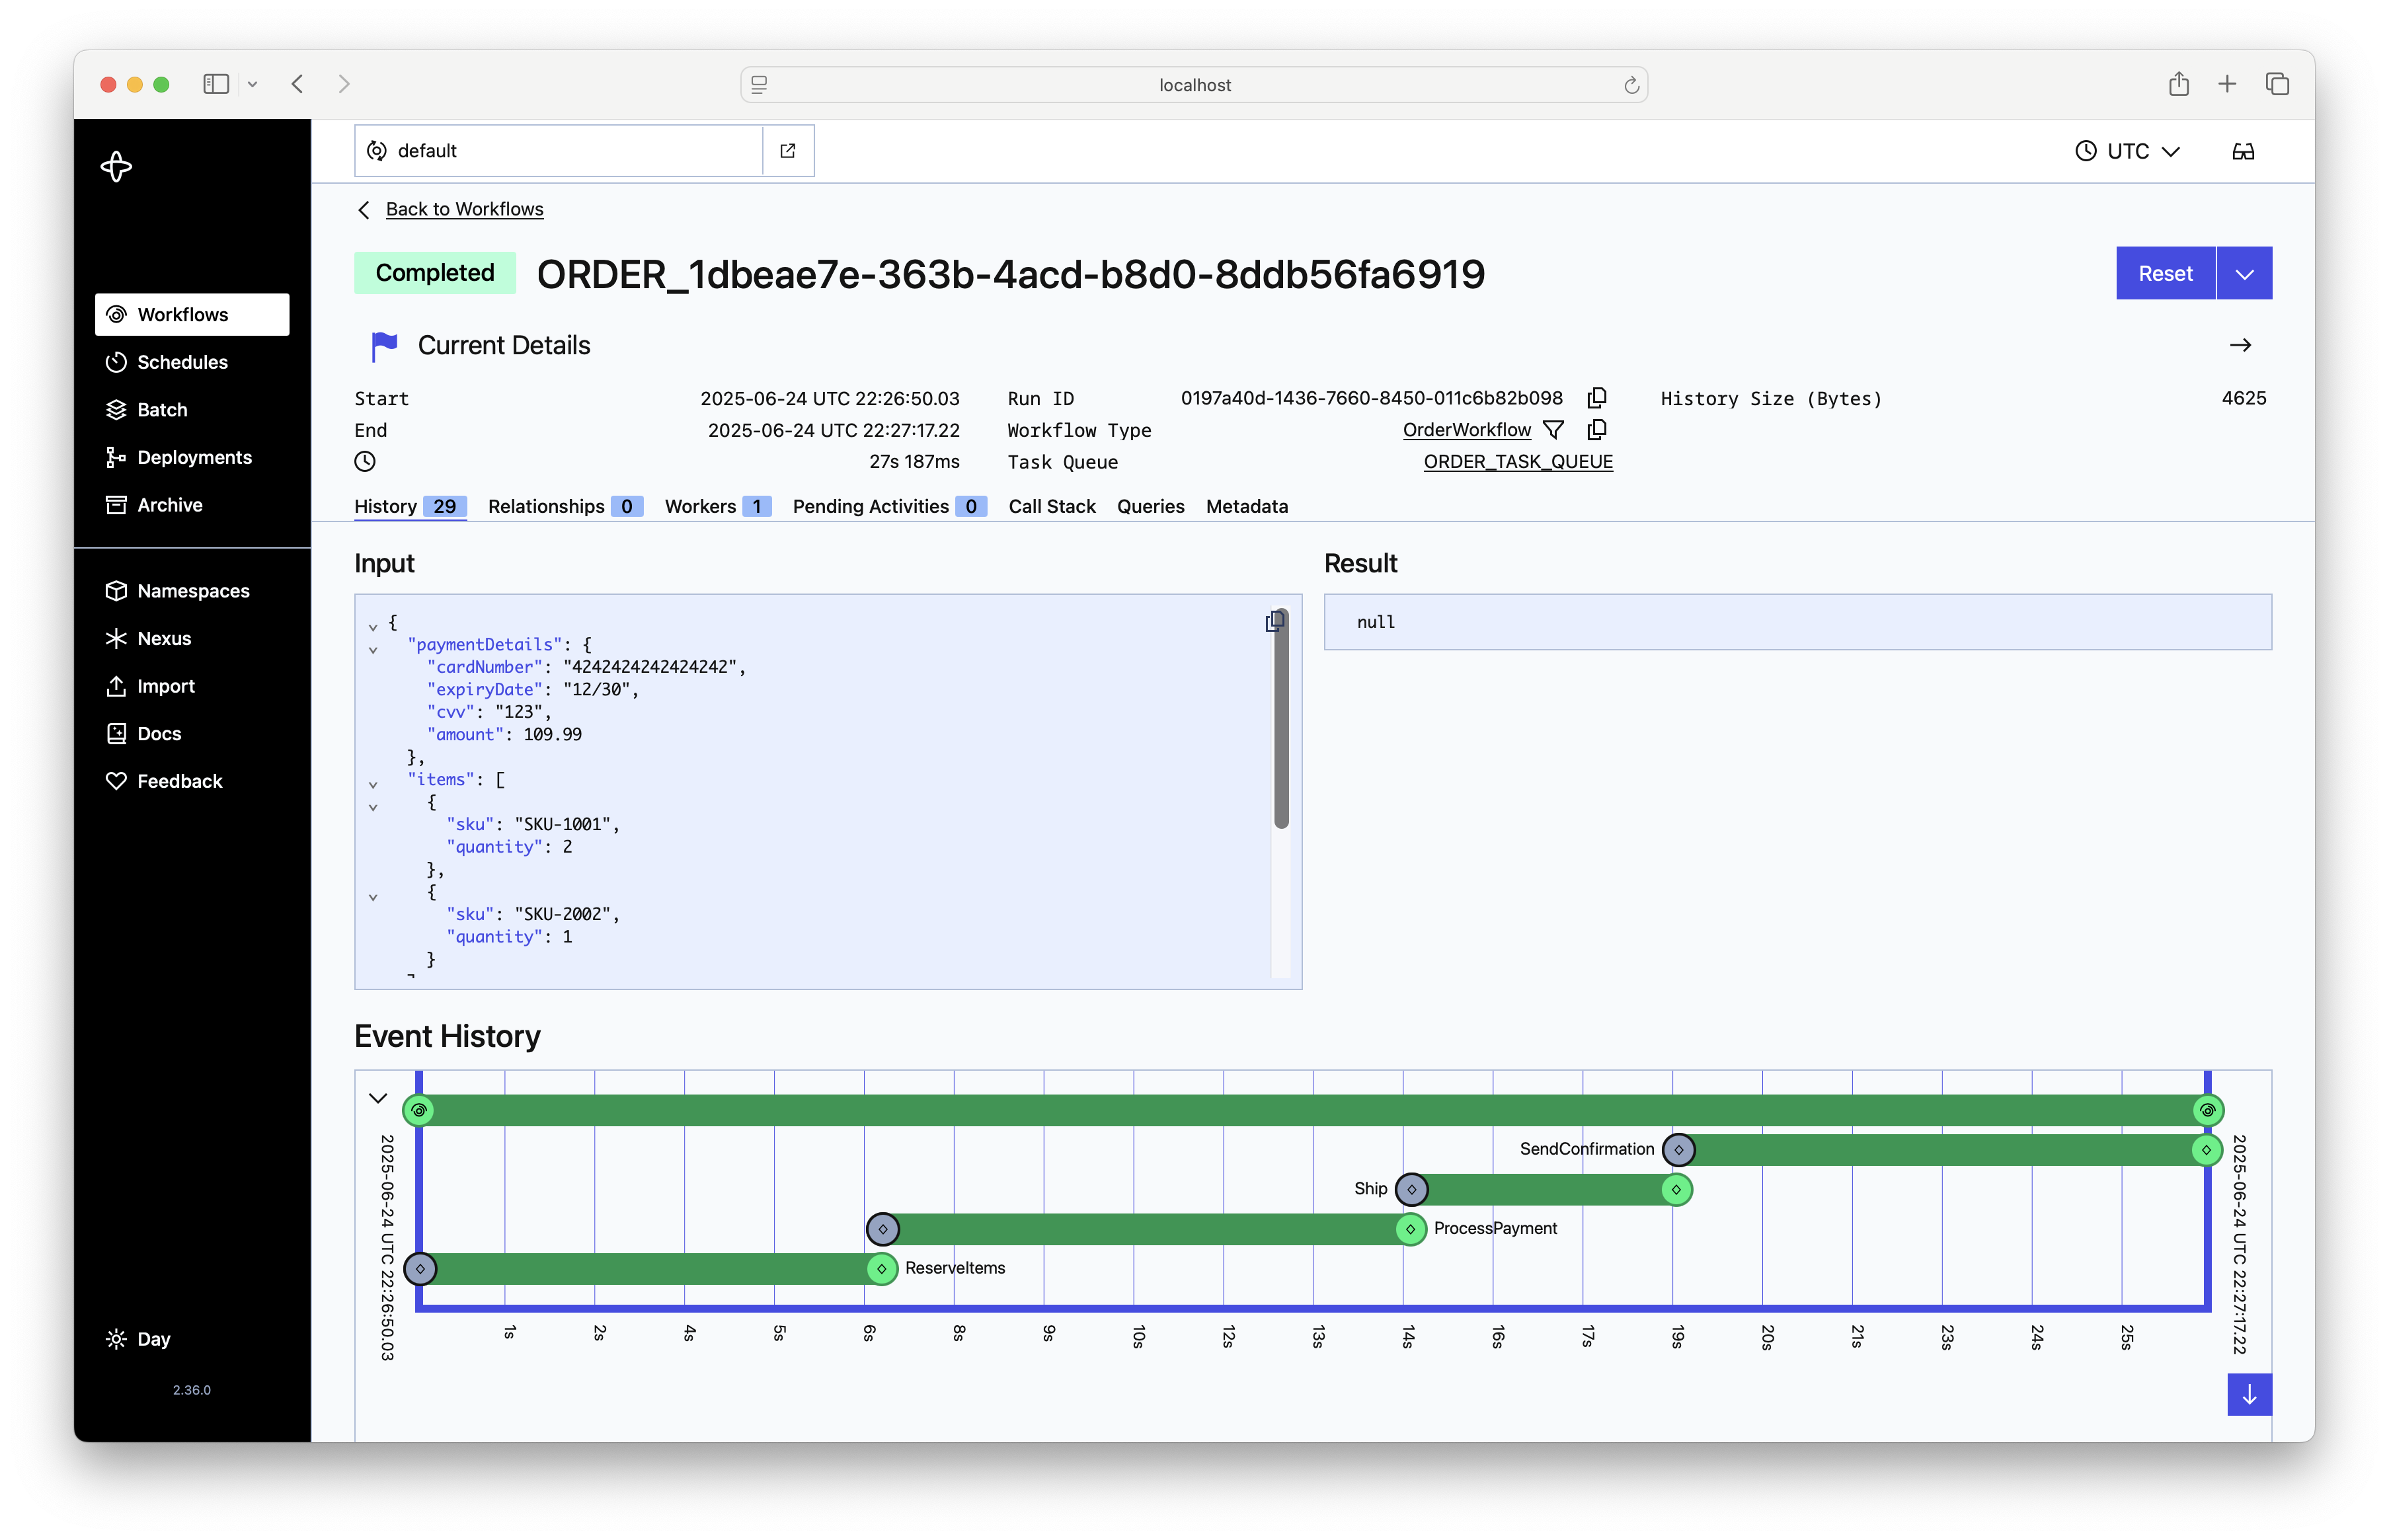 localhost
default
UTC
Back to Workflows
Completed ORDER_1dbeae7e-363b-4acd-b8d0-8ddb56fa6919
Reset
Workflows
Schedules
Batch
Deployments
Archive
Namespaces
Nexus
Import
Docs
Feedback
Day
2.36.0
Current Details
Start 2025-06-24 UTC 22:26:50.03
End 2025-06-24 UTC 22:27:17.22
27s 187ms
Run ID 0197a40d-1436-7660-8450-011c6b82b098
Workflow Type OrderWorkflow
Task Queue ORDER_TASK_QUEUE
History Size (Bytes) 4625
History 29 Relationships 0 Workers 1 Pending Activities 0 Call Stack Queries Metadata
Input
{
"paymentDetails": {
"cardNumber": "4242424242424242",
"expiryDate": "12/30",
"cvv": "123",
"amount": 109.99
},
"items": [
{
"sku": "SKU-1001",
"quantity": 2
},
{
"sku": "SKU-2002",
"quantity": 1
}
]
Result
null
Event History
2025-06-24 UTC 22:26:50.03
SendConfirmation
Ship
ProcessPayment
ReserveItems
2025-06-24 UTC 22:27:17.22
1s 2s 4s 5s 6s 8s 9s 10s 12s 13s 14s 16s 17s 19s 20s 21s 23s 24s 25s